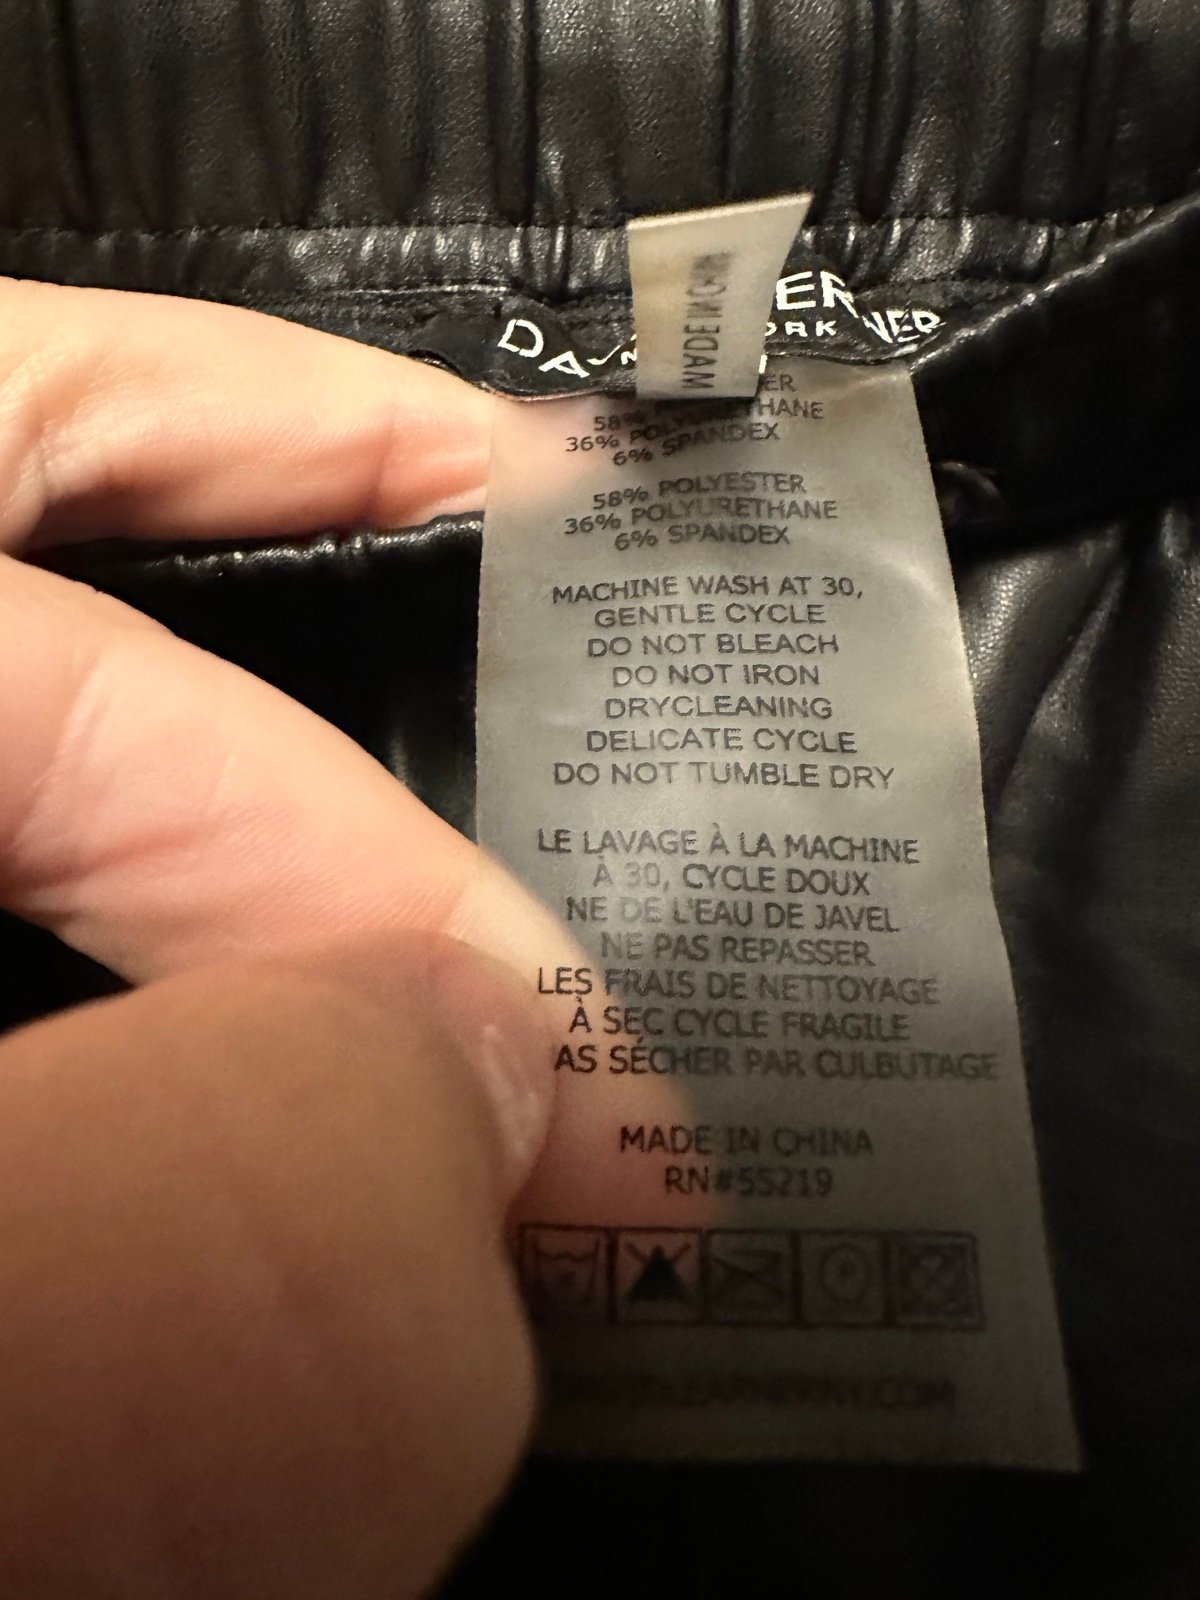 MADE IN CHINA
ER
58%
HANE
36%
6% SPANDEX
58% POLYESTER
36% POLYURETHANE
6% SPANDEX
MACHINE WASH AT 30,
GENTLE CYCLE
DO NOT BLEACH
DO NOT IRON
DRYCLEANING
DELICATE CYCLE
DO NOT TUMBLE DRY
LE LAVAGE À LA MACHINE
À 30, CYCLE DOUX
NE DE L'EAU DE JAVEL
NE PAS REPASSER
LES FRAIS DE NETTOYAGE
À SEC CYCLE FRAGILE
AS SÉCHER PAR CULBUTAGE
MADE IN CHINA
RN#55219